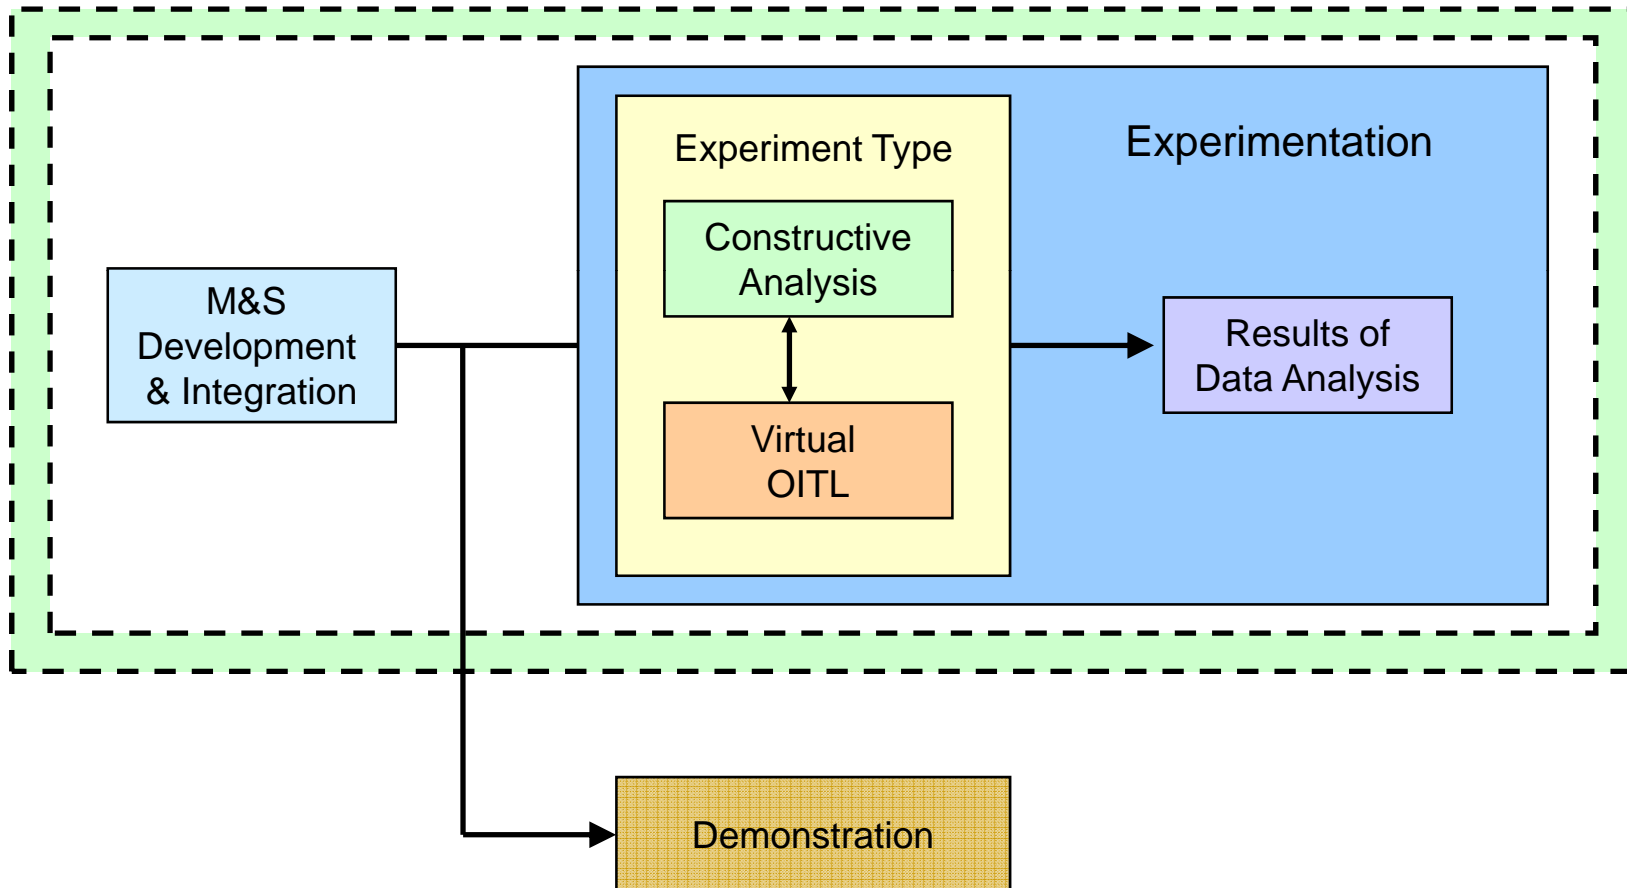 Experimentation
Experiment Type
Constructive
Analysis
M&S
Development
& Integration
Results of
Data Analysis
Virtual
OITL
Demonstration